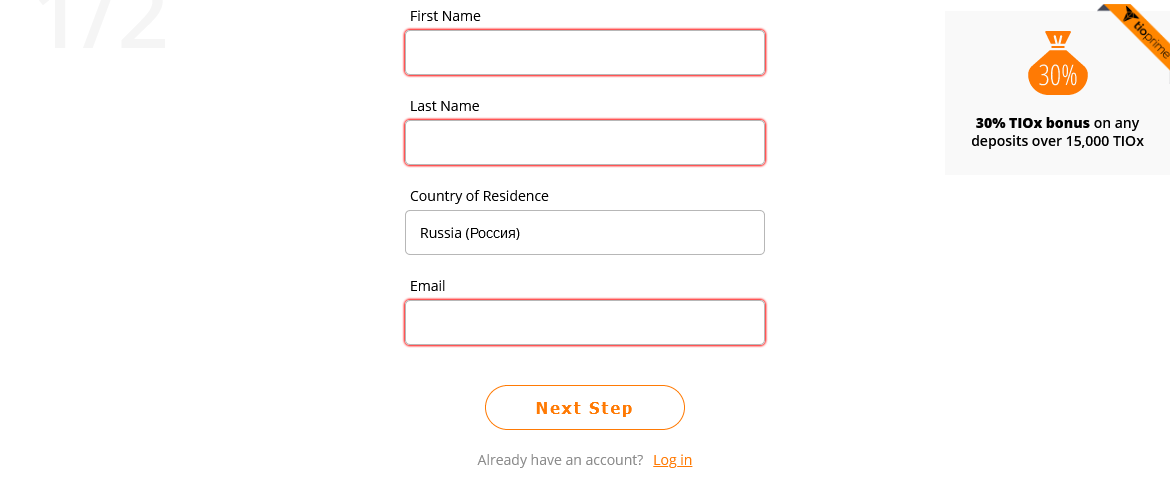 1/2
First Name
Last Name
Country of Residence
Russia (Россия)
Email
Next Step
Already have an account? Log in
tioprime
30%
30% TIOx bonus on any
deposits over 15,000 TIOx